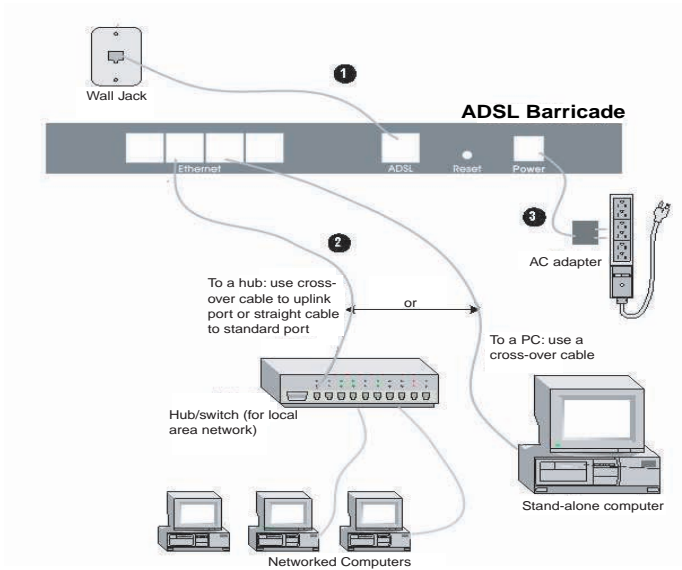 1
Wall Jack
ADSL Barricade
Ethernet
ADSL
Reset
Power
3
AC adapter
2
To a hub: use cross-
over cable to uplink
port or straight cable
to standard port
or
To a PC: use a
cross-over cable
Hub/switch (for local
area network)
Stand-alone computer
Networked Computers